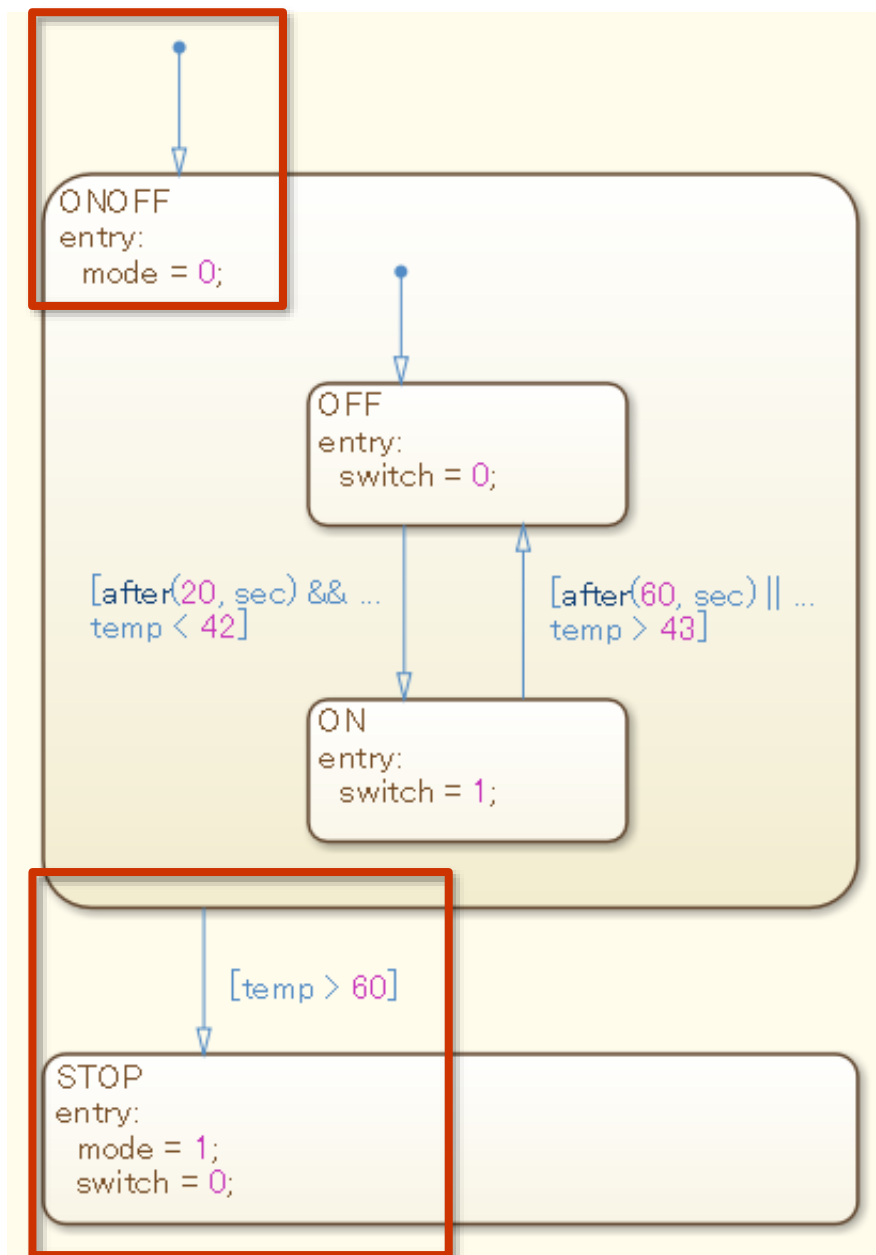 ONOFF
entry:
mode = 0;
OFF
entry:
switch = 0;
[after(20, sec) && ...
temp < 42]
[after(60, sec) || ...
temp > 43]
ON
entry:
switch = 1;
[temp > 60]
STOP
entry:
mode = 1;
switch = 0;